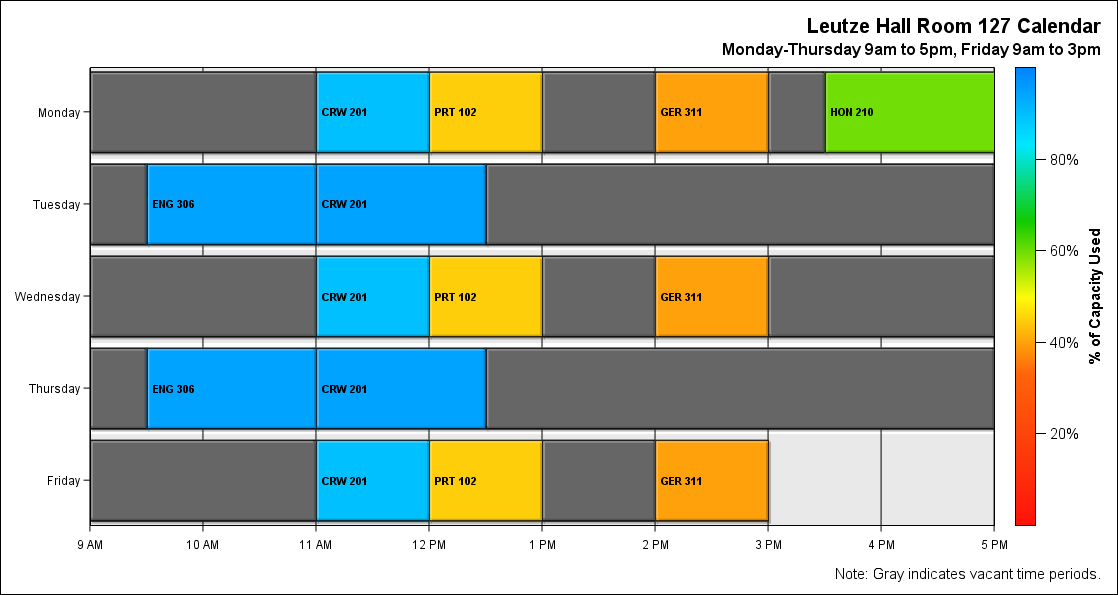 Leutze Hall Room 127 Calendar
Monday-Thursday 9am to 5pm, Friday 9am to 3pm
Monday
CRW 201
PRT 102
GER 311
HON 210
Tuesday
ENG 306
CRW 201
Wednesday
CRW 201
PRT 102
GER 311
Thursday
ENG 306
CRW 201
Friday
CRW 201
PRT 102
GER 311
9 AM
10 AM
11 AM
12 PM
1 PM
2 PM
3 PM
4 PM
5 PM
80%
60%
40%
20%
% of Capacity Used
Note: Gray indicates vacant time periods.